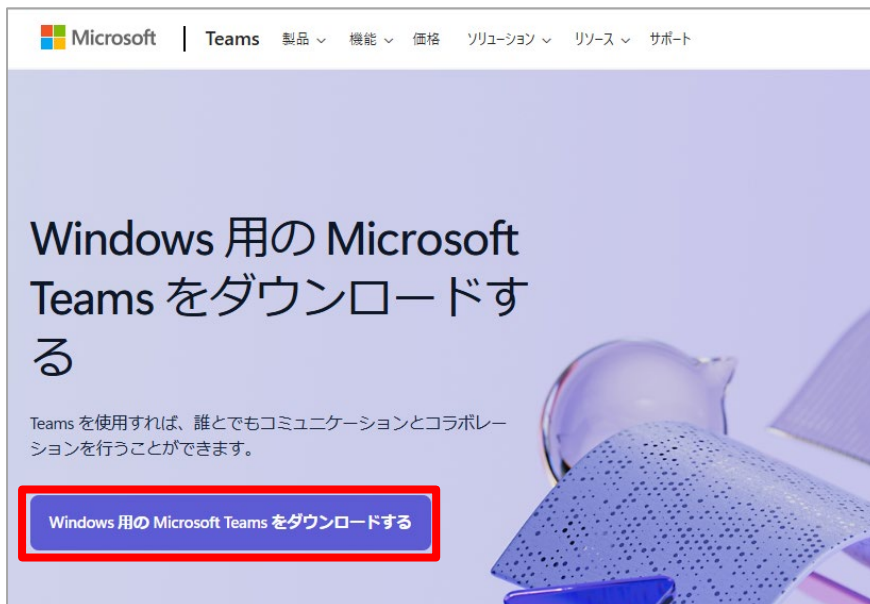 Microsoft | Teams 製品 機能 価格 ソリューション リソース サポート
Windows 用の Microsoft
Teams をダウンロードす
る
Teams を使用すれば、誰とでもコミュニケーションとコラボレー
ションを行うことができます。
Windows 用の Microsoft Teams をダウンロードする